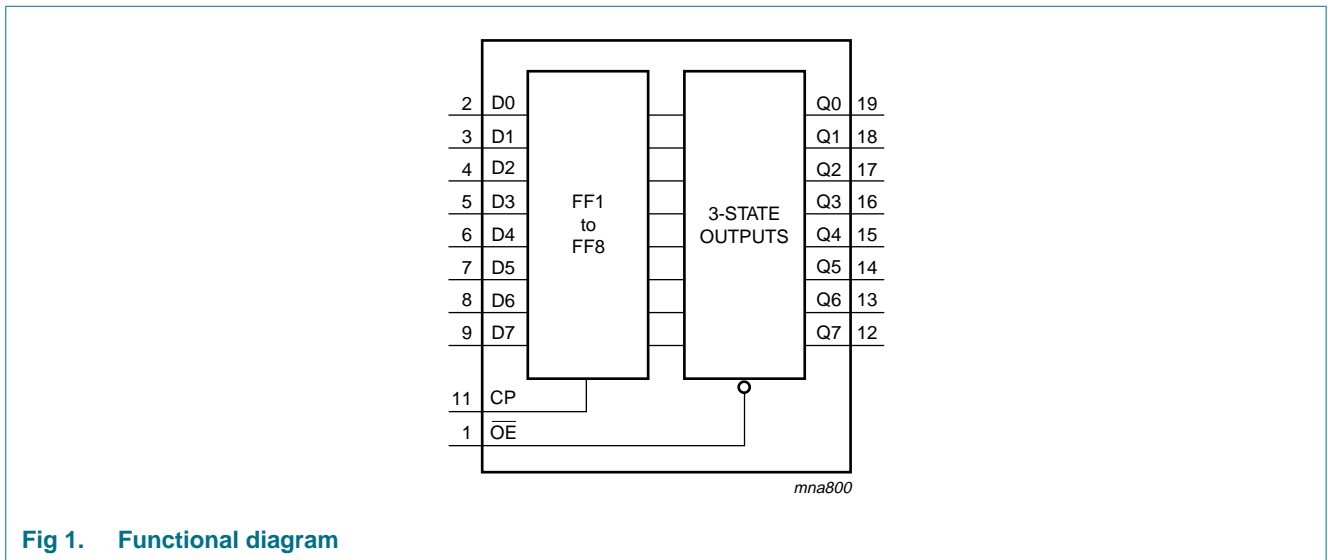 2 D0 Q0 19
3 D1 Q1 18
4 D2 Q2 17
5 D3 FF1 Q3 16
to 3-STATE
6 D4 FF8 OUTPUTS Q4 15
7 D5 Q5 14
8 D6 Q6 13
9 D7 Q7 12
11 CP
1 O̅E̅
mna800
Fig 1. Functional diagram